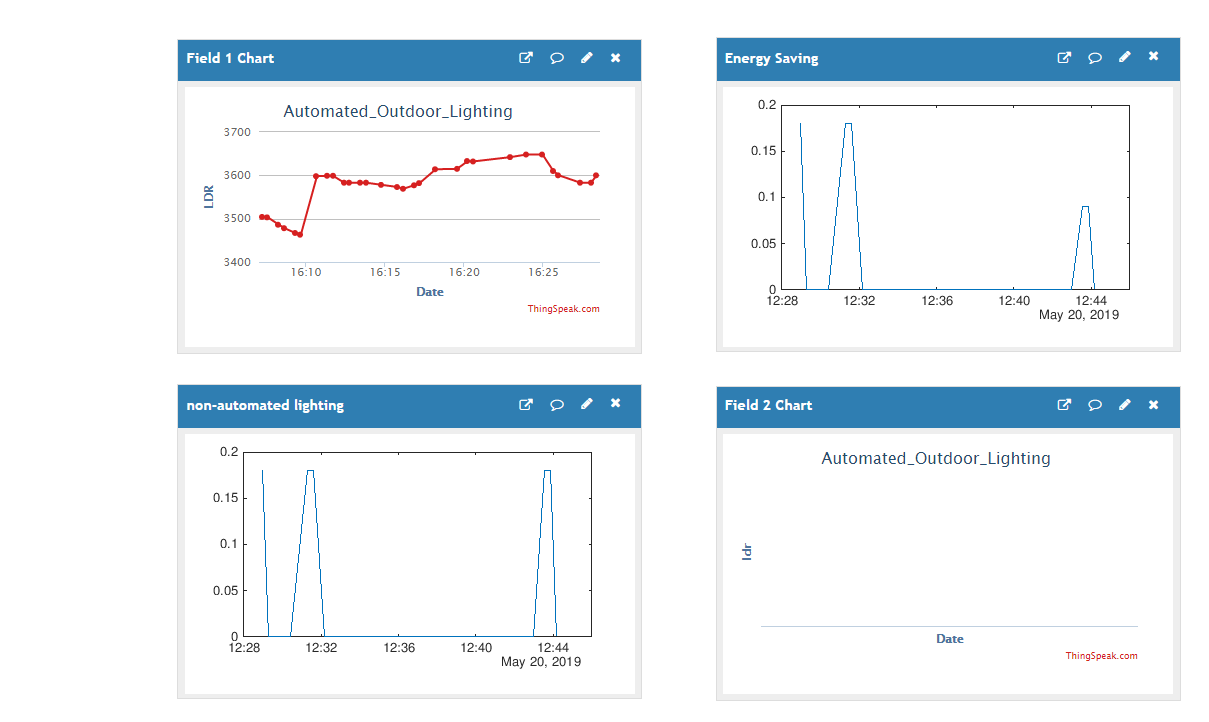 Field 1 Chart
Automated_Outdoor_Lighting
3700
3600
3500
3400
LDR
16:10 16:15 16:20 16:25
Date
ThingSpeak.com
Energy Saving
0.2
0.15
0.1
0.05
0
12:28 12:32 12:36 12:40 12:44
May 20, 2019
non-automated lighting
0.2
0.15
0.1
0.05
0
12:28 12:32 12:36 12:40 12:44
May 20, 2019
Field 2 Chart
Automated_Outdoor_Lighting
ldr
Date
ThingSpeak.com